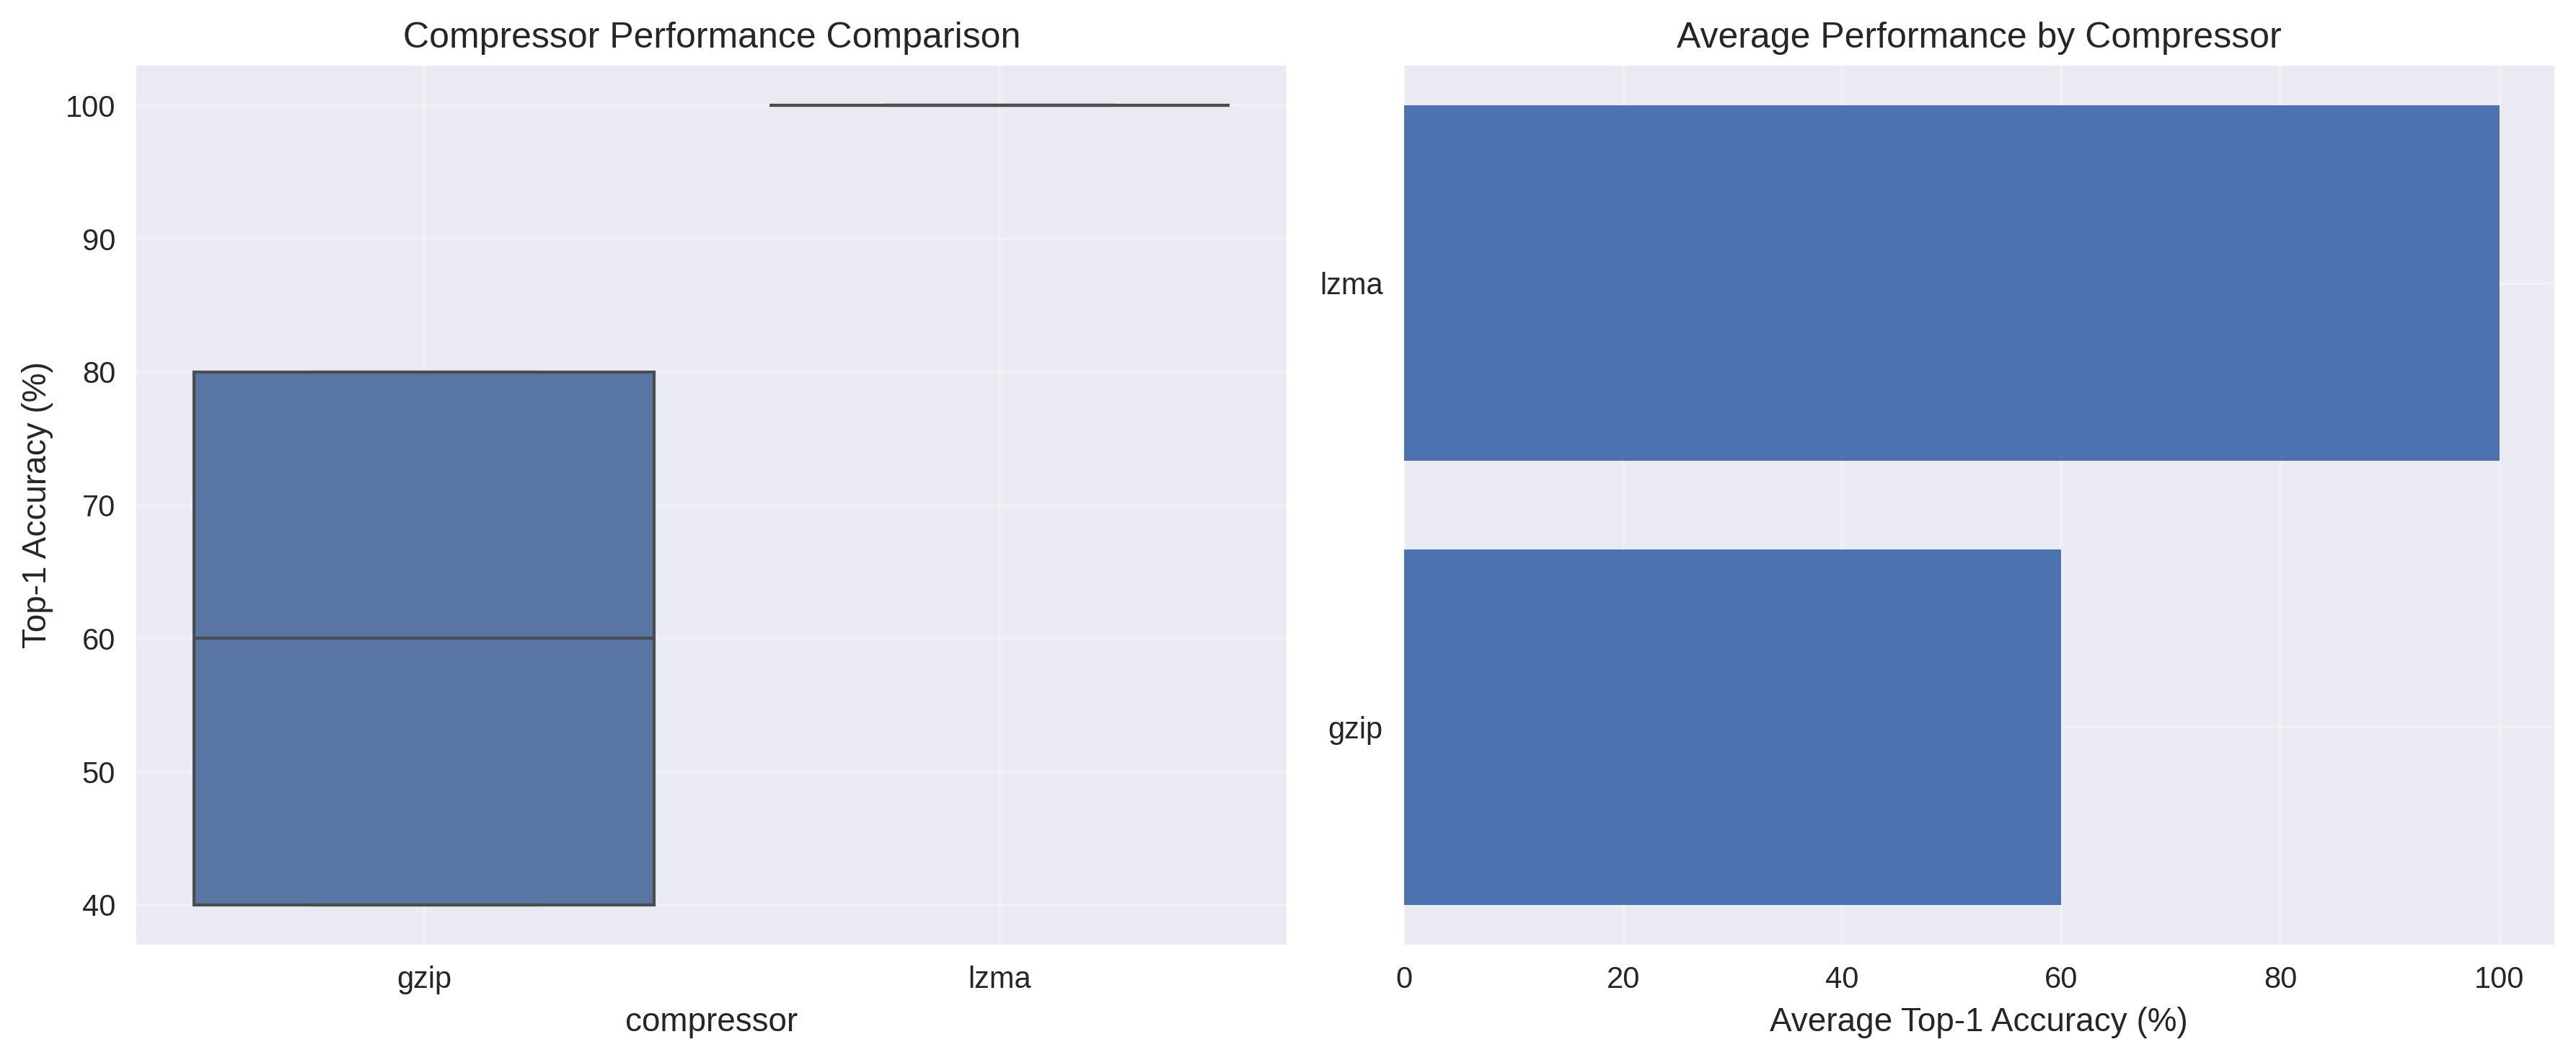 Compressor Performance Comparison
Top-1 Accuracy (%)
100
90
80
70
60
50
40
gzip
lzma
compressor
Average Performance by Compressor
lzma
gzip
0 20 40 60 80 100
Average Top-1 Accuracy (%)